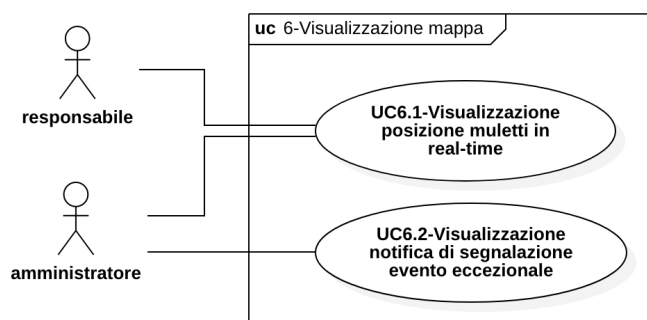 uc 6-Visualizzazione mappa
responsabile
UC6.1-Visualizzazione
posizione muletti in
real-time
amministratore
UC6.2-Visualizzazione
notifica di segnalazione
evento eccezionale